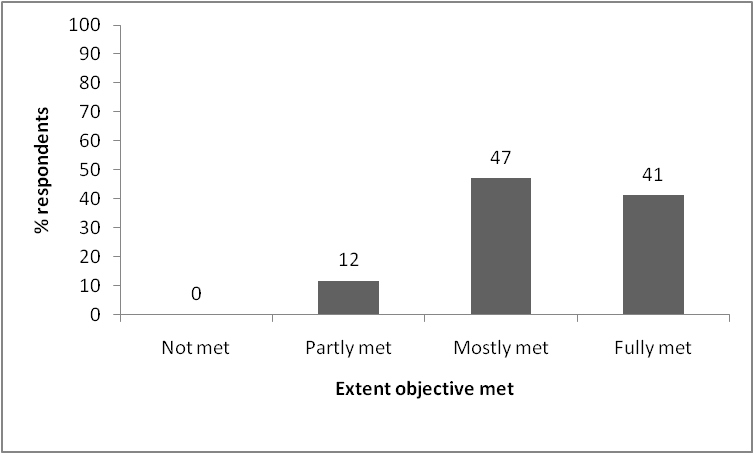 100
90
80
70
60
50
40
30
20
10
0
% respondents
0
12
47
41
Not met
Partly met
Mostly met
Fully met
Extent objective met